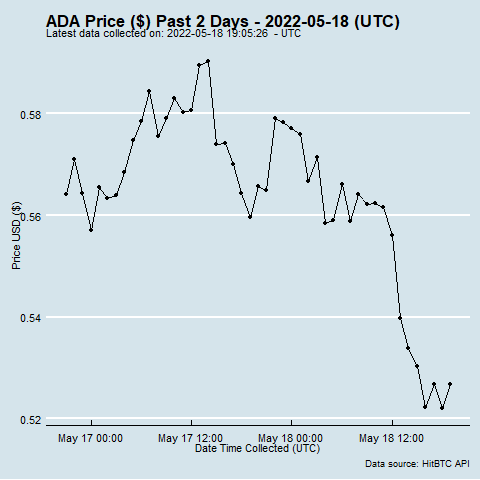 ADA Price ($) Past 2 Days - 2022-05-18 (UTC)
Latest data collected on: 2022-05-18 19:05:26 - UTC
Price USD ($)
0.58
0.56
0.54
0.52
May 17 00:00 May 17 12:00 May 18 00:00 May 18 12:00
Date Time Collected (UTC)
Data source: HitBTC API